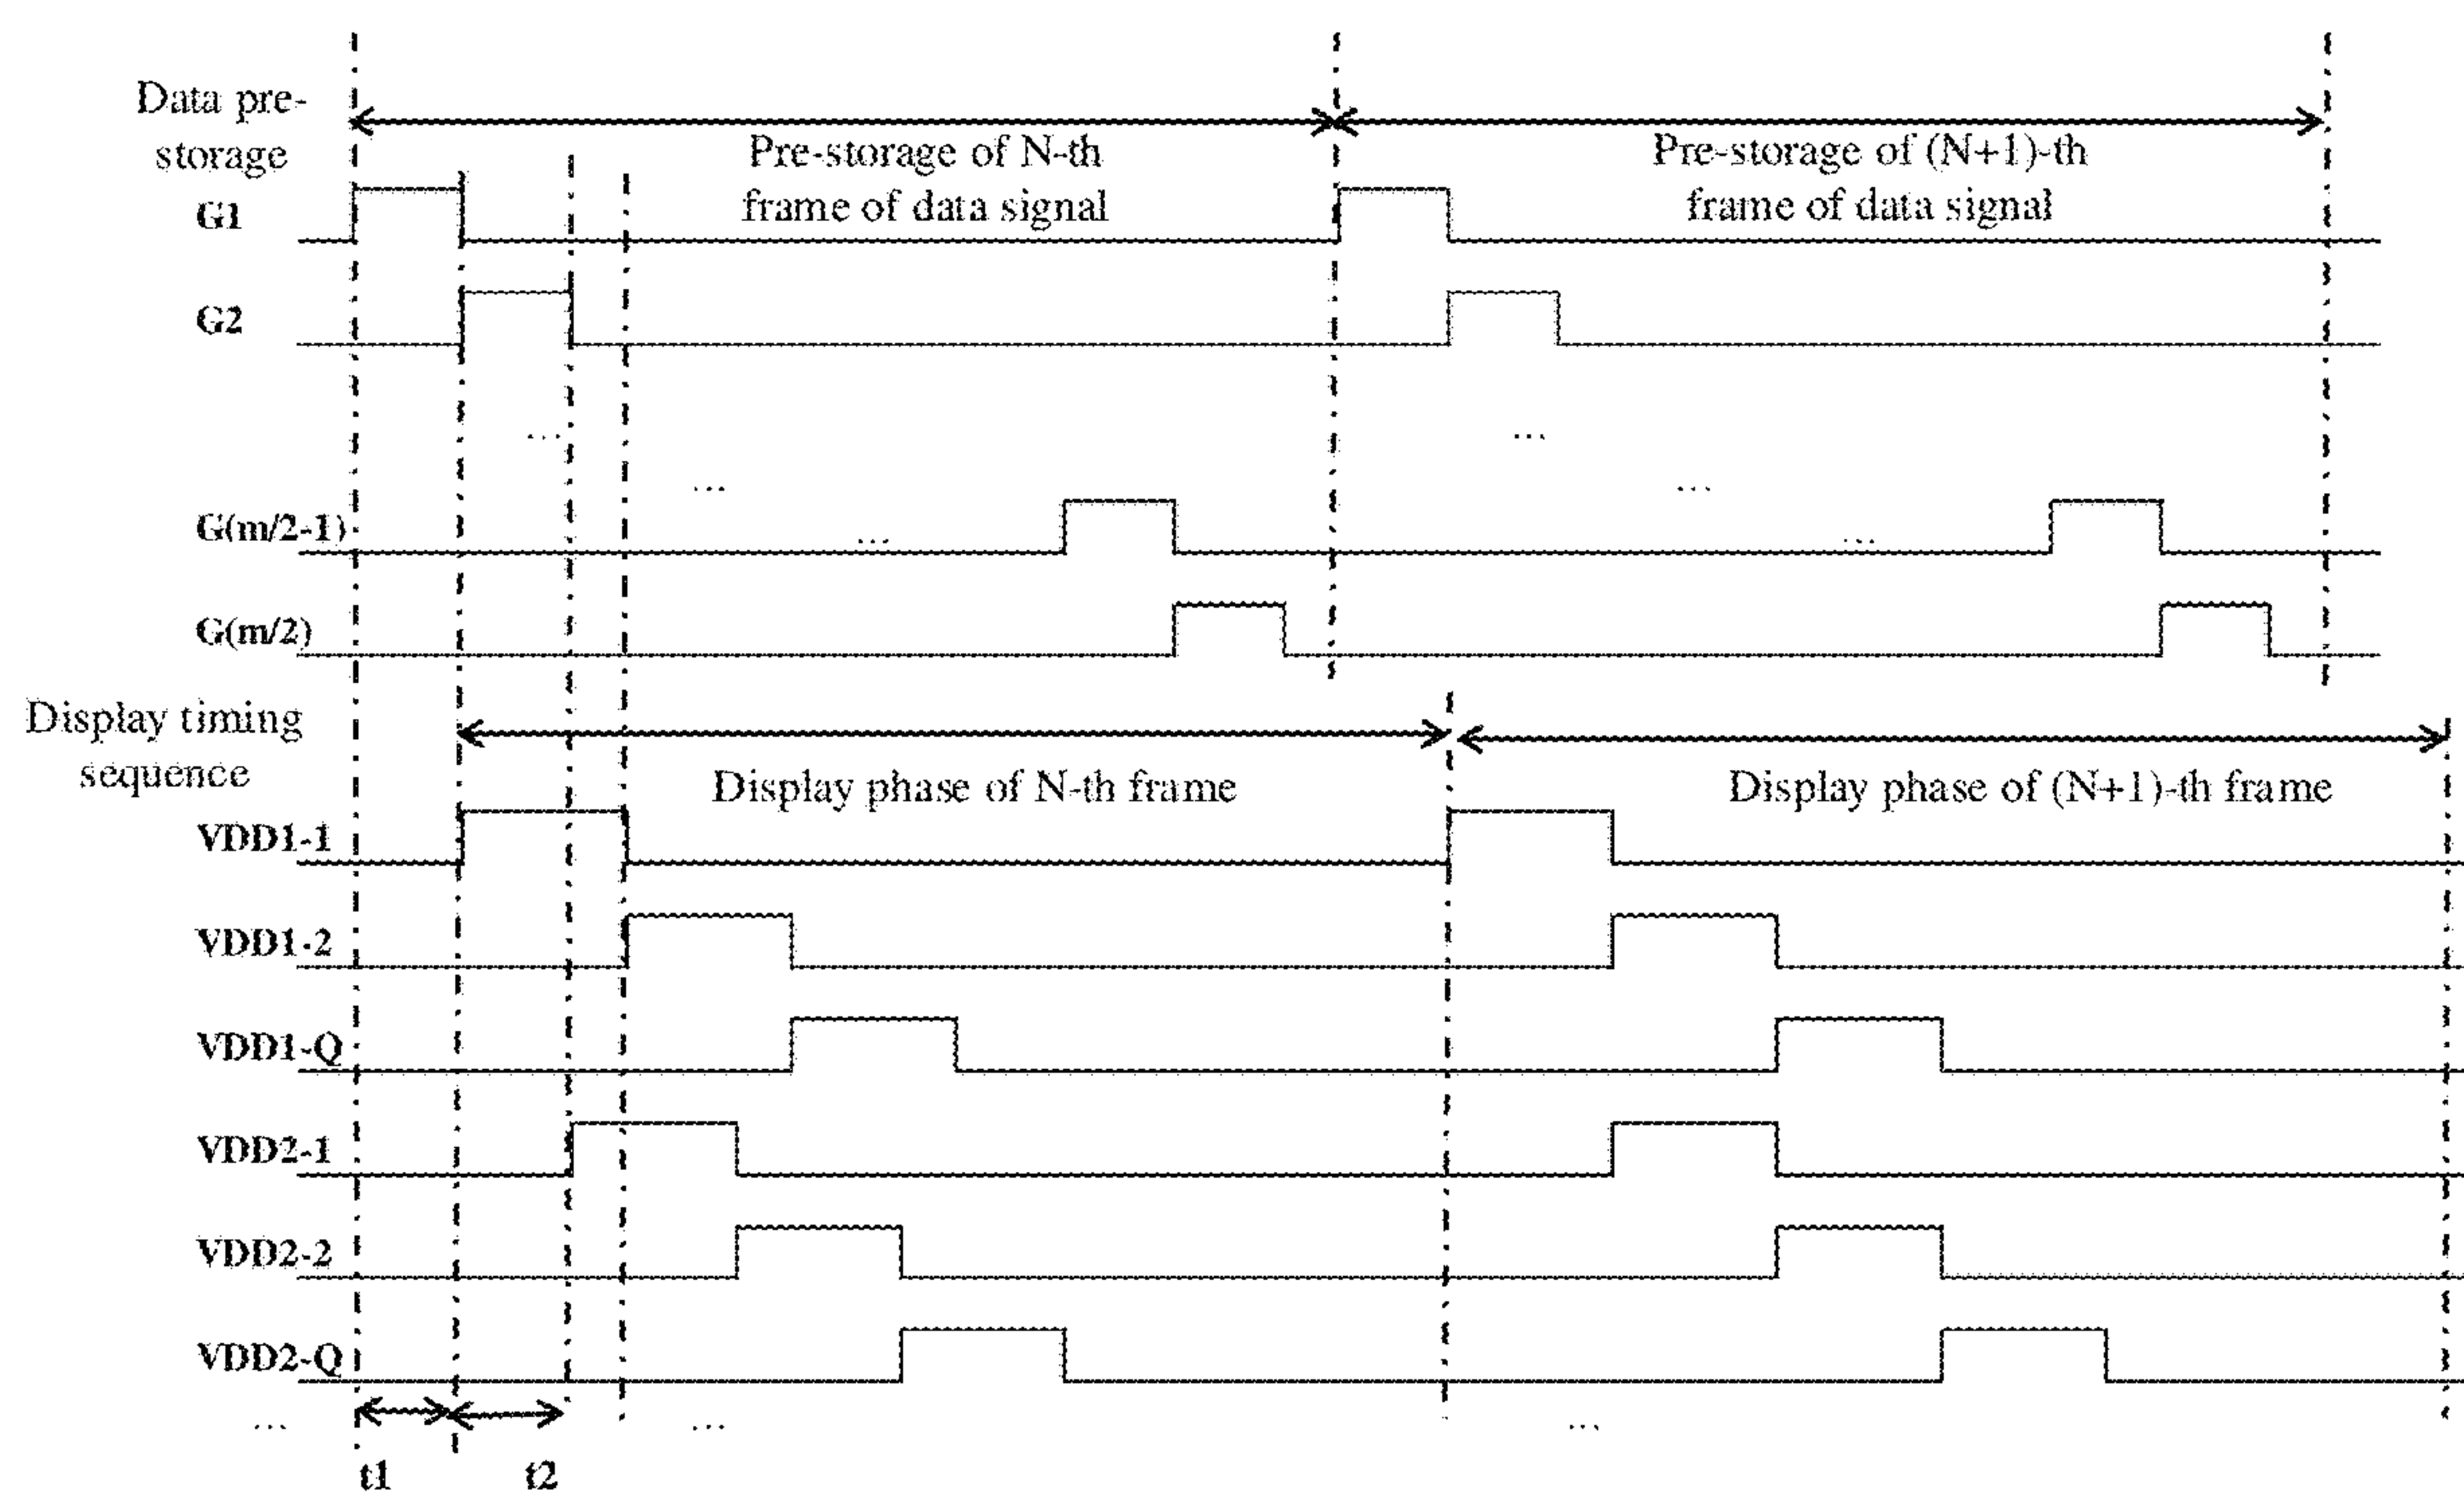 Data pre-
storage
Pre-storage of N-th
frame of data signal
Pre-storage of (N+1)-th
frame of data signal
G1
G2
... ...
... ...
G(m/2-1)
... ...
G(m/2)
Display timing
sequence
Display phase of N-th frame
Display phase of (N+1)-th frame
VDD1-1
VDD1-2
VDD1-Q
VDD2-1
VDD2-2
VDD2-Q
... ... ...
t1 t2